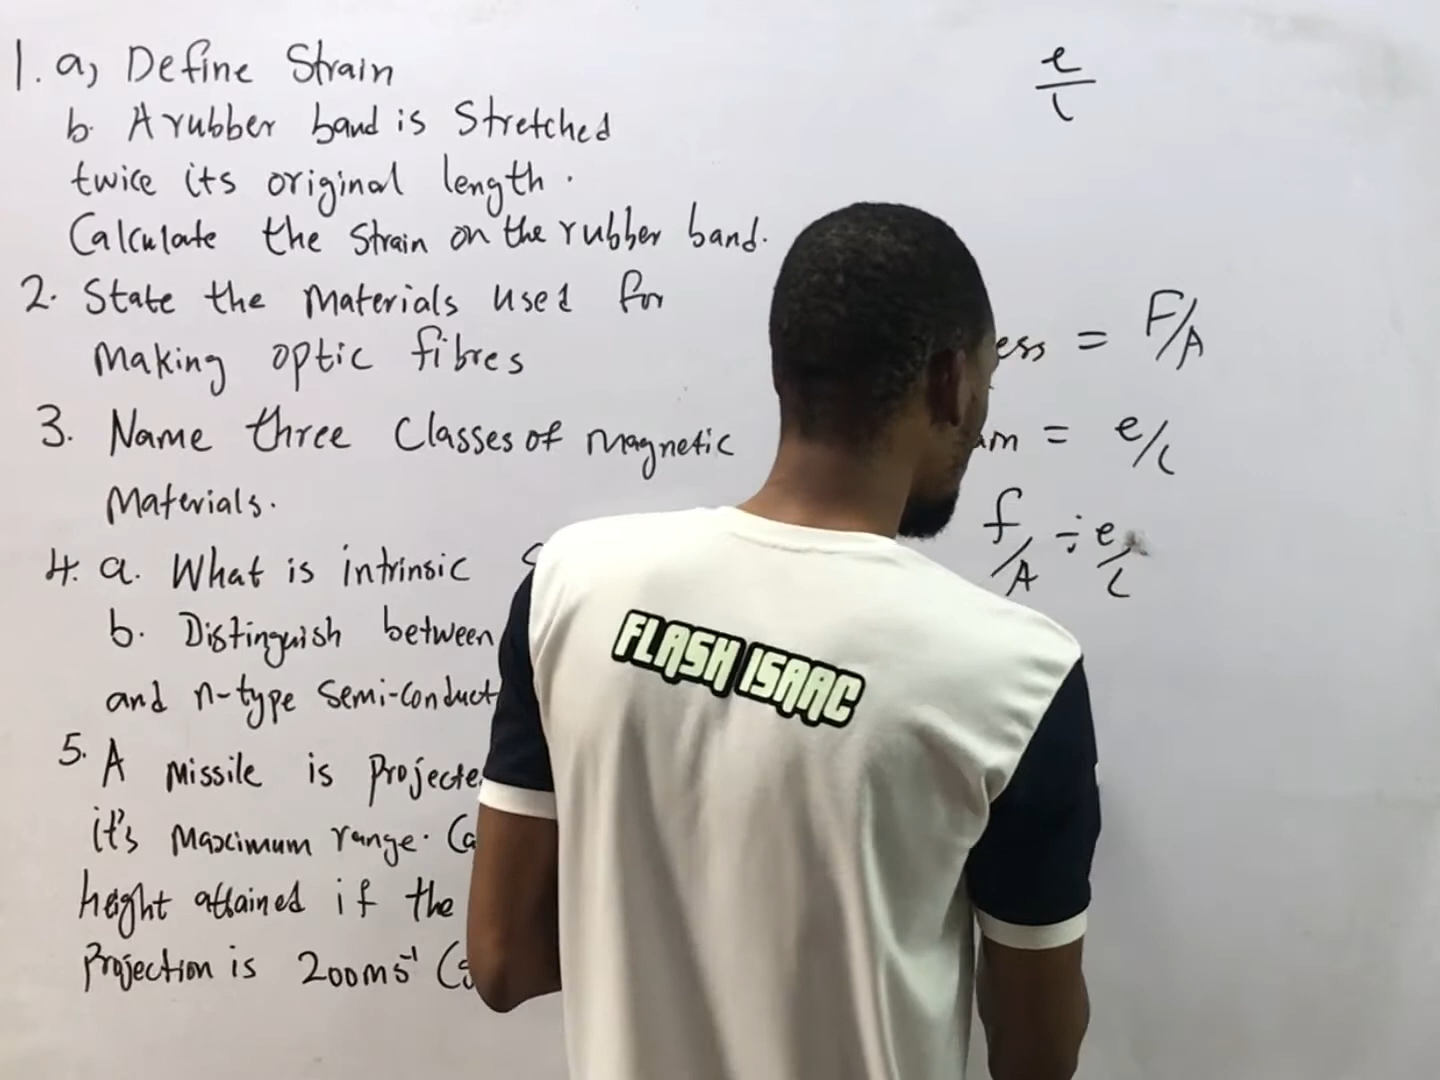 1. a, Define Strain
b. A rubber band is Stretched
twice its original length.
Calculate the strain on the rubber band.
2. State the materials used for
making optic fibres
3. Name three Classes of magnetic
materials.
4. a. What is intrinsic
b. Distinguish between
and n-type semi-conduct
5. A missile is projecte
it's maximum range. Ca
height attained if the
projection is 200ms⁻¹ (g
e/l
ess = F/A
= e/l
f/A ÷ e/L
FLASH ISAAC